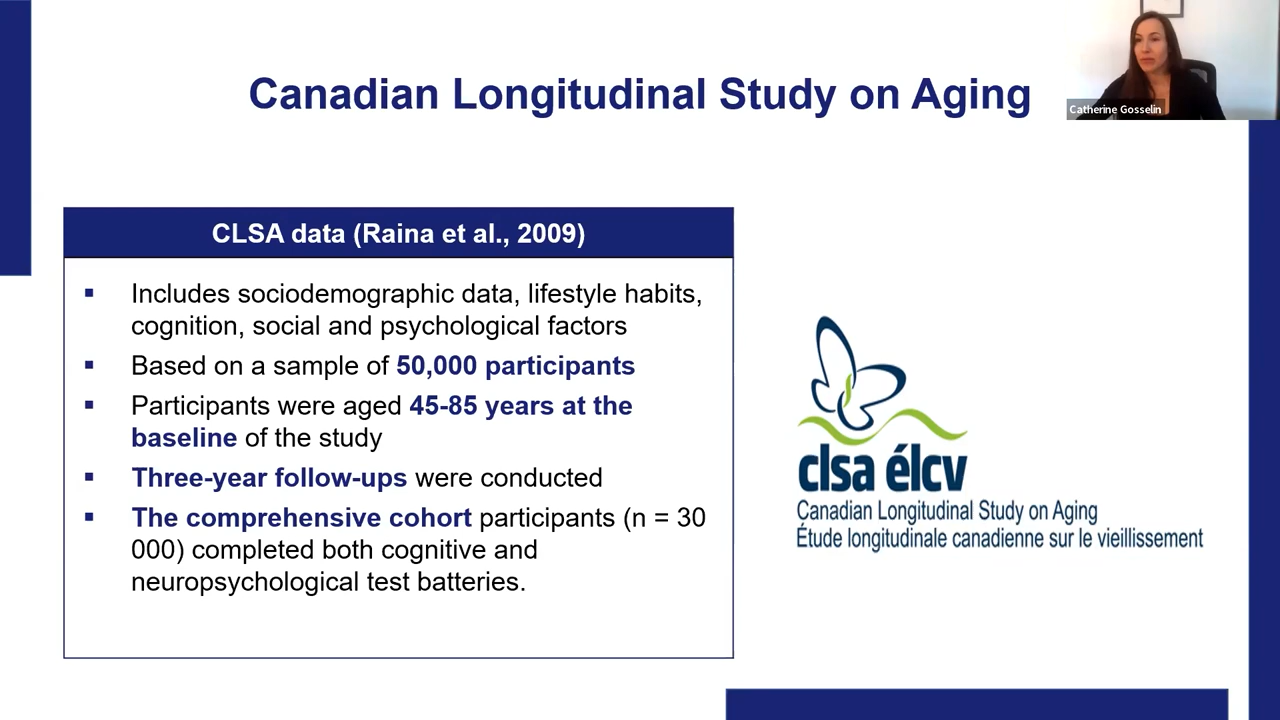 Canadian Longitudinal Study on Aging
Catherine Gosselin
CLSA data (Raina et al., 2009)
▪ Includes sociodemographic data, lifestyle habits,
cognition, social and psychological factors
▪ Based on a sample of 50,000 participants
▪ Participants were aged 45-85 years at the
baseline of the study
▪ Three-year follow-ups were conducted
▪ The comprehensive cohort participants (n = 30
000) completed both cognitive and
neuropsychological test batteries.
clsa élcv
Canadian Longitudinal Study on Aging
Étude longitudinale canadienne sur le vieillissement